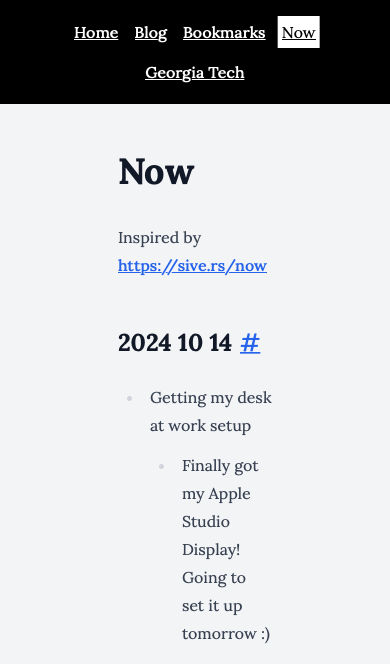 Home Blog Bookmarks Now
Georgia Tech
Now
Inspired by
https://sive.rs/now
2024 10 14 #
Getting my desk
at work setup
Finally got
my Apple
Studio
Display!
Going to
set it up
tomorrow :)